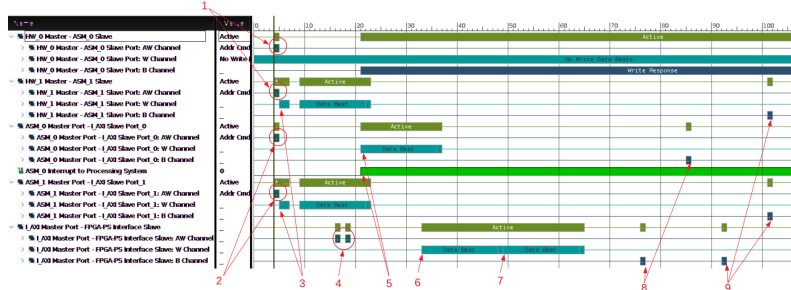 1
Name Value 0 10 20 30 40 50 60 70 80 90 100
HW_0 Master - ASM_0 Slave Active Active
HW_0 Master - ASM_0 Slave Port: AW Channel Addr Cmd
HW_0 Master - ASM_0 Slave Port: W Channel No Write No Write Data Beats
HW_0 Master - ASM_0 Slave Port: B Channel _ Write Response
HW_1 Master - ASM_1 Slave Active Active
HW_1 Master - ASM_1 Slave Port: AW Channel Addr Cmd
HW_1 Master - ASM_1 Slave Port: W Channel _ Data Beat
HW_1 Master - ASM_1 Slave Port: B Channel _
ASM_0 Master Port - I_AXI Slave Port_0 Active Active
ASM_0 Master Port - I_AXI Slave Port_0: AW Channel Addr Cmd
ASM_0 Master Port - I_AXI Slave Port_0: W Channel _ Data Beat
ASM_0 Master Port - I_AXI Slave Port_0: B Channel _
ASM_0 Interrupt to Processing System 0
ASM_1 Master Port - I_AXI Slave Port_1 Active Active
ASM_1 Master Port - I_AXI Slave Port_1: AW Channel Addr Cmd
ASM_1 Master Port - I_AXI Slave Port_1: W Channel _ Data Beat
ASM_1 Master Port - I_AXI Slave Port_1: B Channel _
I_AXI Master Port - FPGA-PS Interface Slave _ Active
I_AXI Master Port - FPGA-PS Interface Slave: AW Channel _
I_AXI Master Port - FPGA-PS Interface Slave: W Channel _ Data Beat Data Beat
I_AXI Master Port - FPGA-PS Interface Slave: B Channel _
2 3 4 5 6 7 8 9